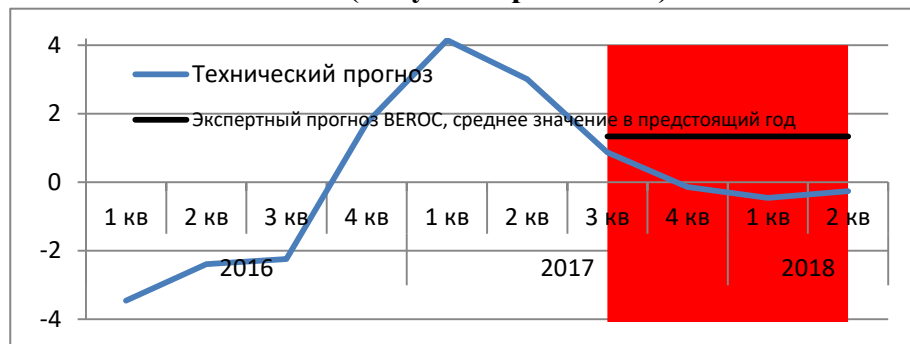 4
Технический прогноз
2
Экспертный прогноз BEROC, среднее значение в предстоящий год
0
1 кв 2 кв 3 кв 4 кв 1 кв 2 кв 3 кв 4 кв 1 кв 2 кв
-2
2016 2017 2018
-4